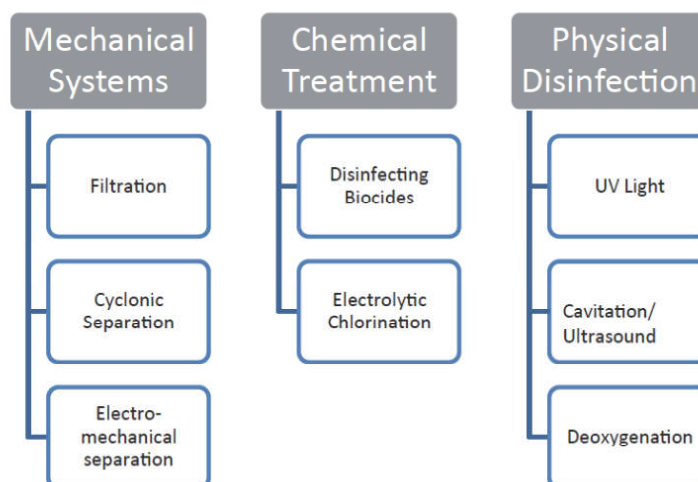 Mechanical
Systems
Filtration
Cyclonic
Separation
Electro-
mechanical
separation
Chemical
Treatment
Disinfecting
Biocides
Electrolytic
Chlorination
Physical
Disinfection
UV Light
Cavitation/
Ultrasound
Deoxygenation